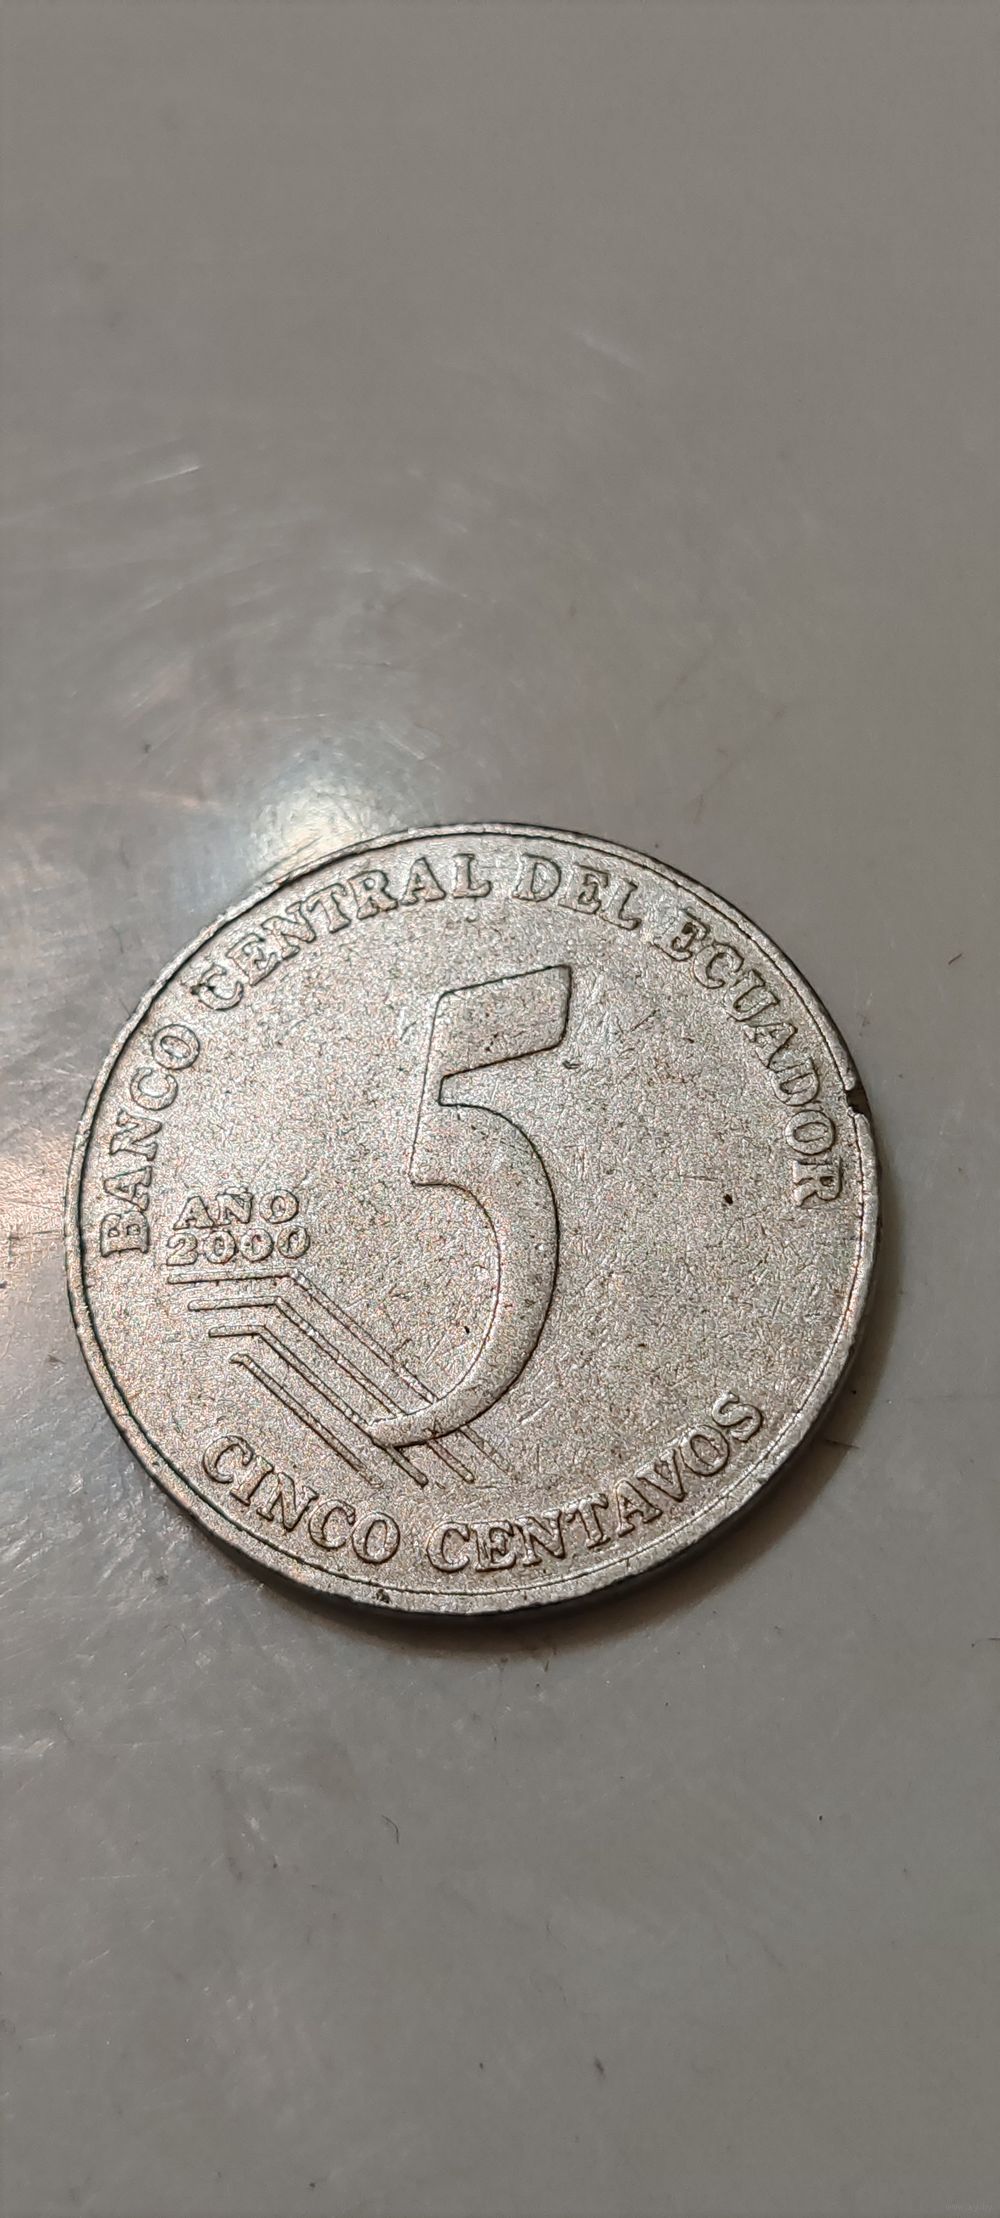 BANCO CENTRAL DEL ECUADOR
5
AÑO
2000
CINCO CENTAVOS